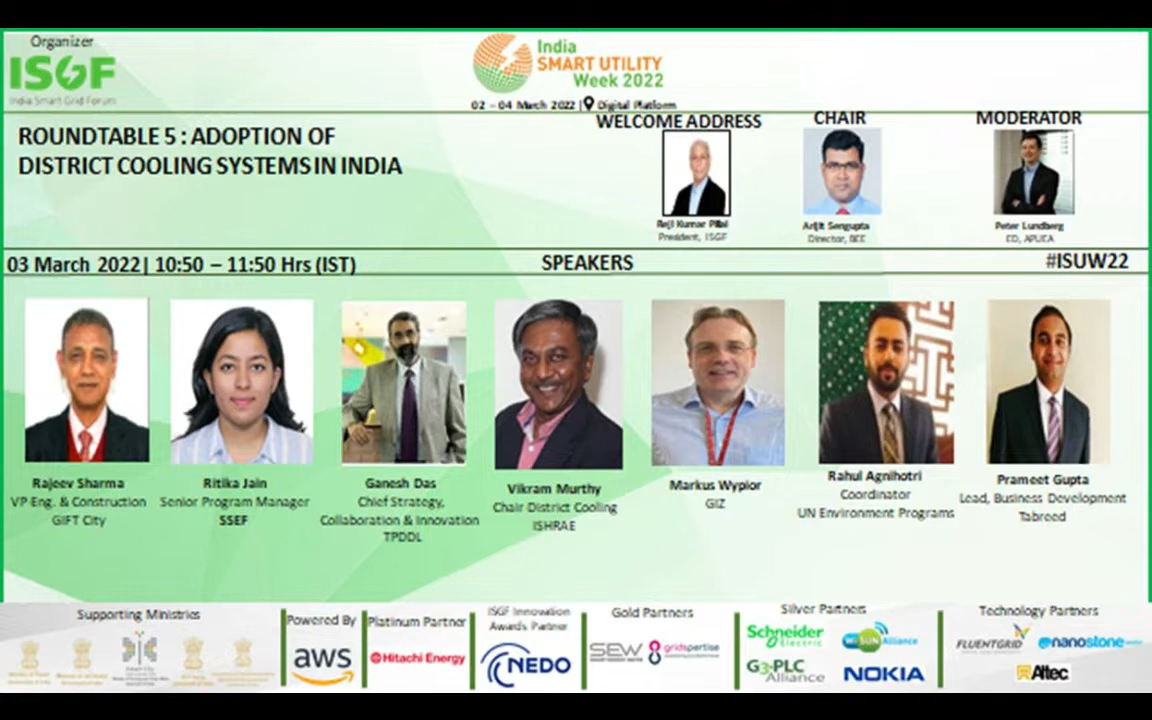 Organizer
ISGF
India Smart Grid Forum
India
SMART UTILITY
Week 2022
02 – 04 March 2022 | Digital Platform
ROUNDTABLE 5 : ADOPTION OF
DISTRICT COOLING SYSTEMS IN INDIA
WELCOME ADDRESS
Reji Kumar Pillai
President, ISGF
CHAIR
Arijit Sengupta
Director, BEE
MODERATOR
Peter Lundberg
ED, APUEA
03 March 2022| 10:50 – 11:50 Hrs (IST)
SPEAKERS
#ISUW22
Rajeev Sharma
VP Eng. & Construction
GIFT City
Ritika Jain
Senior Program Manager
SSEF
Ganesh Das
Chief Strategy,
Collaboration & Innovation
TPDDL
Vikram Murthy
Chair District Cooling
ISHRAE
Markus Wypior
GIZ
Rahul Agnihotri
Coordinator
UN Environment Programs
Prameet Gupta
Lead, Business Development
Tabreed
Supporting Ministries
Powered By
aws
Platinum Partner
Hitachi Energy
ISGF Innovation
Awards Partner
NEDO
Gold Partners
SEW
gridspertise
Silver Partners
Schneider
Electric
Wi-SUN Alliance
G3-PLC
Alliance
NOKIA
Technology Partners
FLUENTGRID
nanostone
Altec